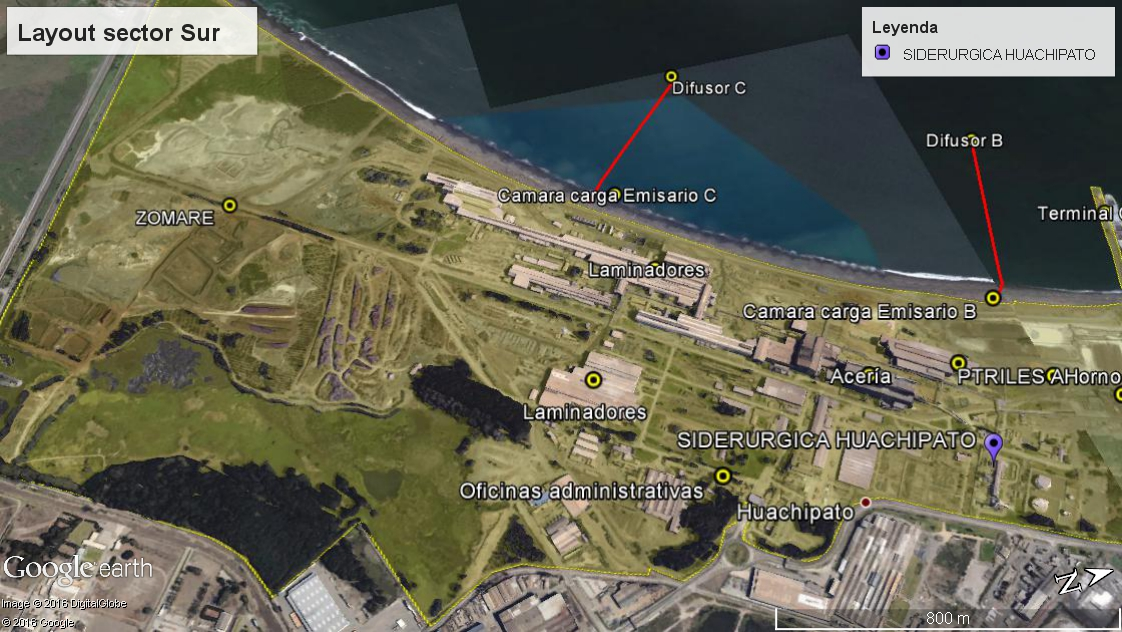 Layout sector Sur
Leyenda
SIDERURGICA HUACHIPATO
Difusor C
Difusor B
Camara carga Emisario C
Terminal
ZOMARE
Laminadores
Camara carga Emisario B
Acería
PTRILES A
Horno
Laminadores
SIDERURGICA HUACHIPATO
Oficinas administrativas
Huachipato
Google earth
Image © 2016 DigitalGlobe
© 2016 Google
800 m